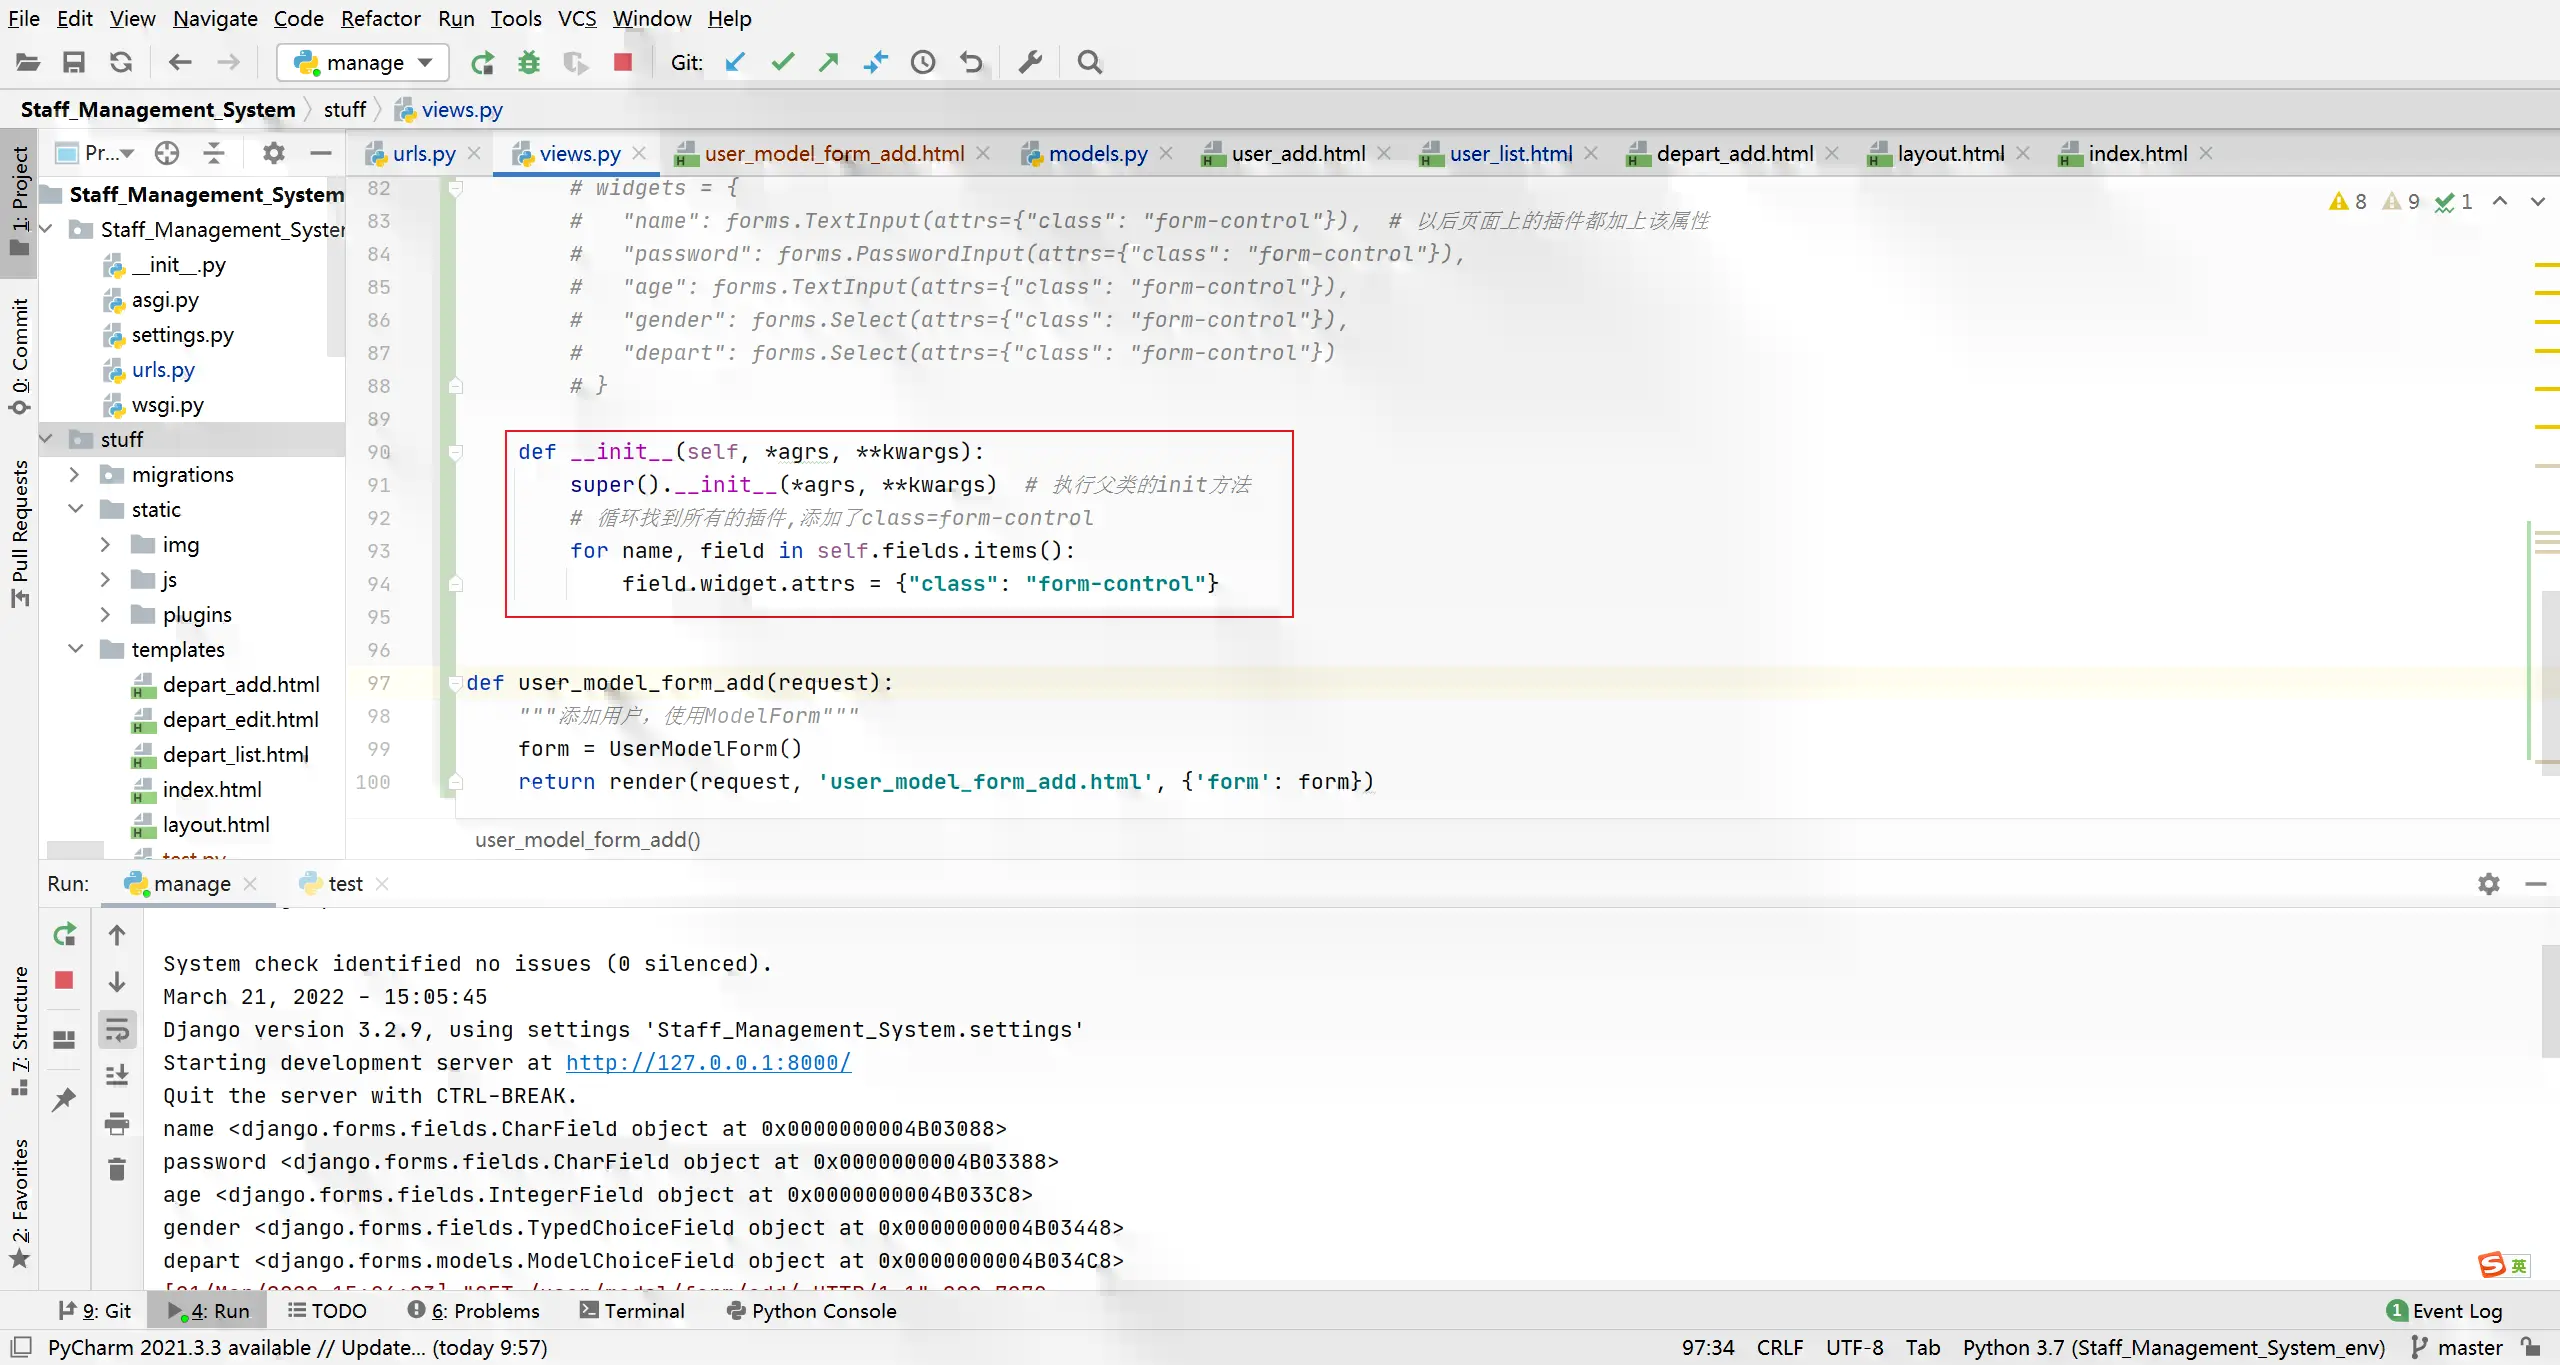 File Edit View Navigate Code Refactor Run Tools VCS Window Help
manage Git:
Staff_Management_System stuff views.py
Pr... urls.py views.py user_model_form_add.html models.py user_add.html user_list.html depart_add.html layout.html index.html
1: Project
0: Commit
Pull Requests
7: Structure
2: Favorites
Staff_Management_System
Staff_Management_Syster
__init__.py
asgi.py
settings.py
urls.py
wsgi.py
stuff
migrations
static
img
js
plugins
templates
depart_add.html
depart_edit.html
depart_list.html
index.html
layout.html
test.py
8 9 1
82 # widgets = {
83 # "name": forms.TextInput(attrs={"class": "form-control"}), # 以后页面上的插件都加上该属性
84 # "password": forms.PasswordInput(attrs={"class": "form-control"}),
85 # "age": forms.TextInput(attrs={"class": "form-control"}),
86 # "gender": forms.Select(attrs={"class": "form-control"}),
87 # "depart": forms.Select(attrs={"class": "form-control"})
88 # }
89
90 def __init__(self, *agrs, **kwargs):
91 super().__init__(*agrs, **kwargs) # 执行父类的init方法
92 # 循环找到所有的插件,添加了class=form-control
93 for name, field in self.fields.items():
94 field.widget.attrs = {"class": "form-control"}
95
96
97 def user_model_form_add(request):
98 """添加用户，使用ModelForm"""
99 form = UserModelForm()
100 return render(request, 'user_model_form_add.html', {'form': form})
user_model_form_add()
Run: manage test
System check identified no issues (0 silenced).
March 21, 2022 - 15:05:45
Django version 3.2.9, using settings 'Staff_Management_System.settings'
Starting development server at http://127.0.0.1:8000/
Quit the server with CTRL-BREAK.
name <django.forms.fields.CharField object at 0x0000000004B03088>
password <django.forms.fields.CharField object at 0x0000000004B03388>
age <django.forms.fields.IntegerField object at 0x0000000004B033C8>
gender <django.forms.fields.TypedChoiceField object at 0x0000000004B03448>
depart <django.forms.models.ModelChoiceField object at 0x0000000004B034C8>
S 英
9: Git 4: Run TODO 6: Problems Terminal Python Console 1 Event Log
PyCharm 2021.3.3 available // Update... (today 9:57) 97:34 CRLF UTF-8 Tab Python 3.7 (Staff_Management_System_env) master